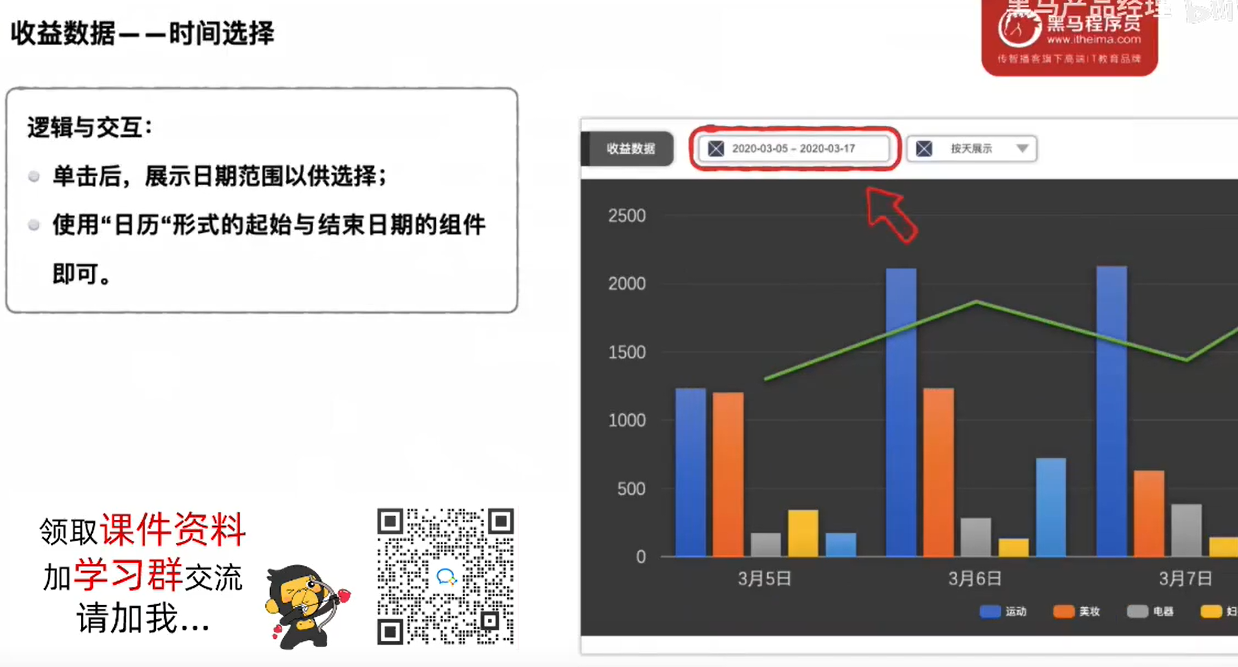 收益数据——时间选择
黑马产品经理
黑马程序员
www.itheima.com
传智播客旗下高端IT教育品牌
逻辑与交互：
单击后，展示日期范围以供选择；
使用“日历“形式的起始与结束日期的组件
即可。
收益数据
2020-03-05 – 2020-03-17
按天展示
2500
2000
1500
1000
500
0
3月5日
3月6日
3月7日
运动
美妆
电器
领取课件资料
加学习群交流
请加我...